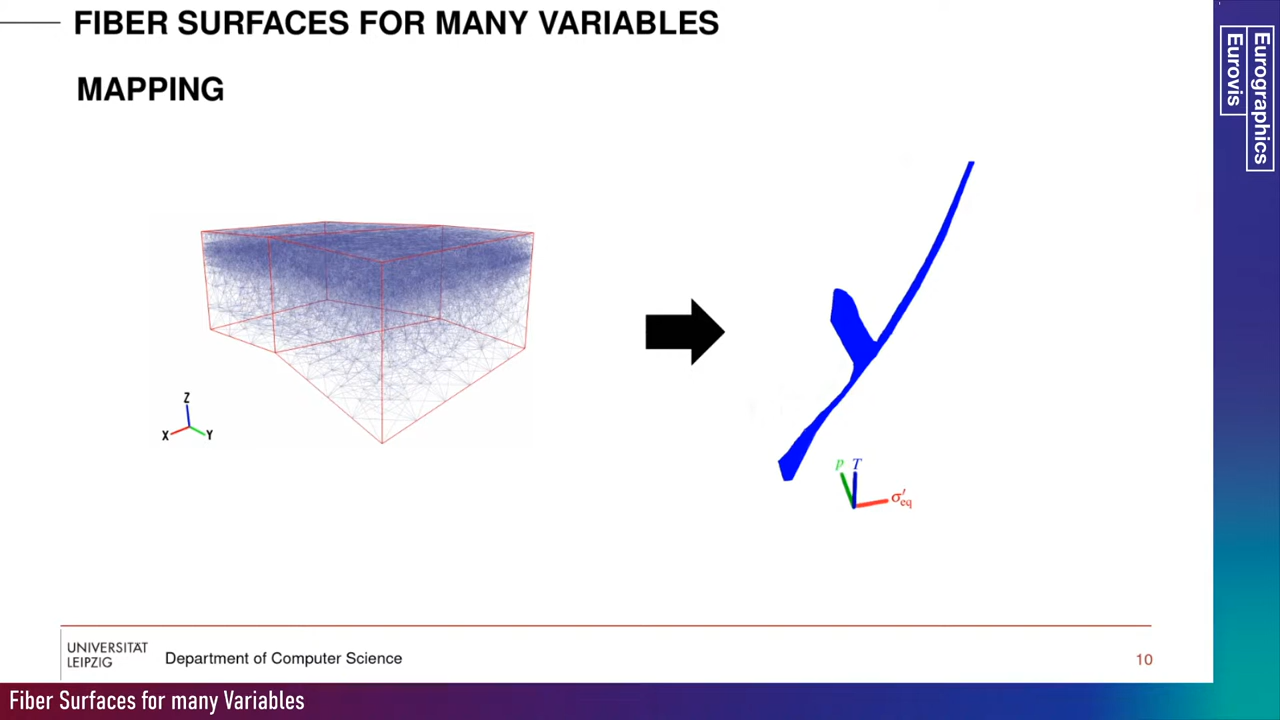 FIBER SURFACES FOR MANY VARIABLES
MAPPING
Eurographics
Eurovis
Z
X
Y
p
T
σ′eq
UNIVERSITÄT
LEIPZIG
Department of Computer Science
10
Fiber Surfaces for many Variables